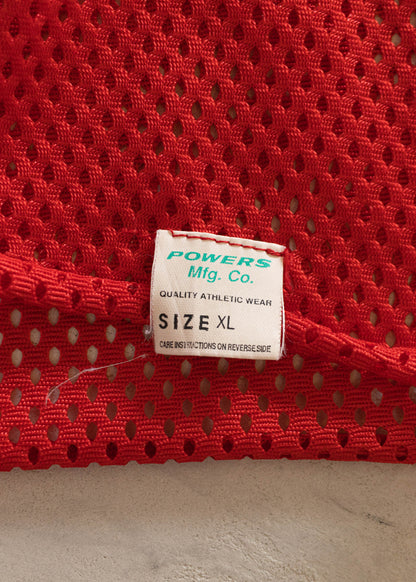 POWERS
Mfg. Co.
QUALITY ATHLETIC WEAR
SIZE XL
CARE INSTRUCTIONS ON REVERSE SIDE